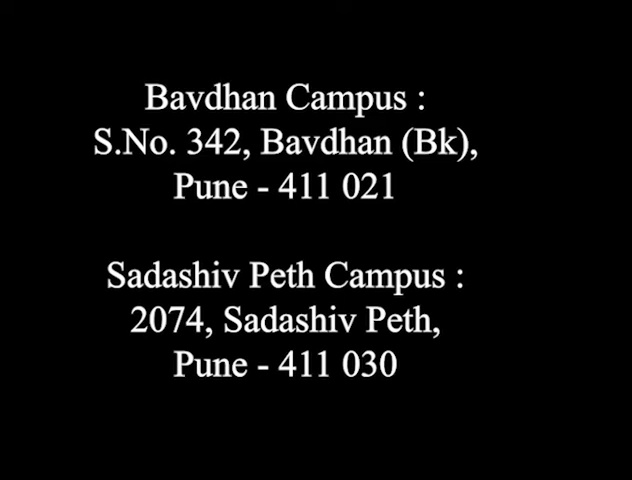 Bavdhan Campus :
S.No. 342, Bavdhan (Bk),
Pune - 411 021
Sadashiv Peth Campus :
2074, Sadashiv Peth,
Pune - 411 030